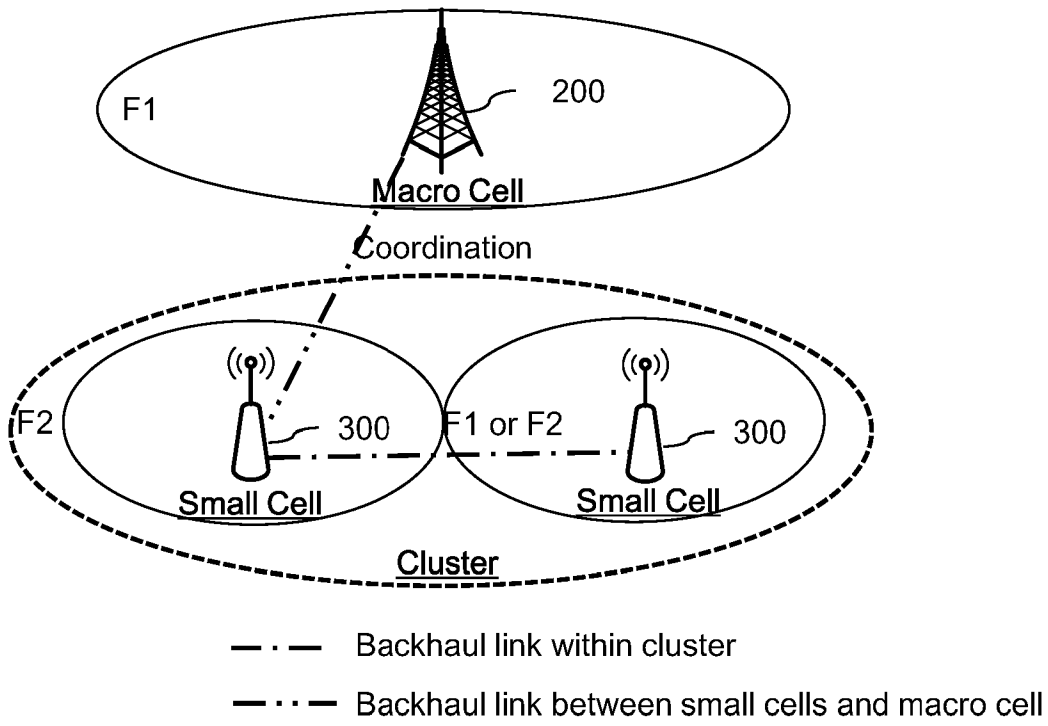 200
F1
Macro Cell
Coordination
F2
300
F1 or F2
300
Small Cell
Small Cell
Cluster
Backhaul link within cluster
Backhaul link between small cells and macro cell